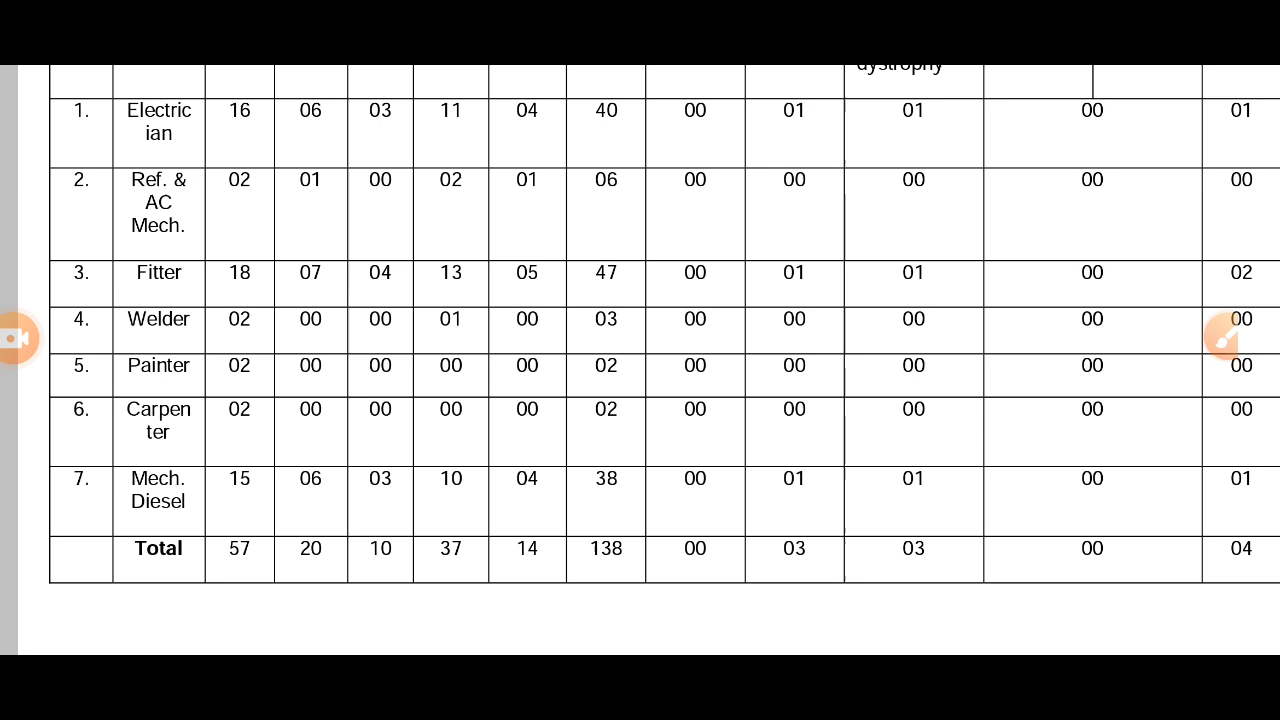 dystrophy
1. Electric 16 06 03 11 04 40 00 01 01 00 01
ian
2. Ref. & 02 01 00 02 01 06 00 00 00 00 00
AC
Mech.
3. Fitter 18 07 04 13 05 47 00 01 01 00 02
4. Welder 02 00 00 01 00 03 00 00 00 00 00
5. Painter 02 00 00 00 00 02 00 00 00 00 00
6. Carpen 02 00 00 00 00 02 00 00 00 00 00
ter
7. Mech. 15 06 03 10 04 38 00 01 01 00 01
Diesel
Total 57 20 10 37 14 138 00 03 03 00 04